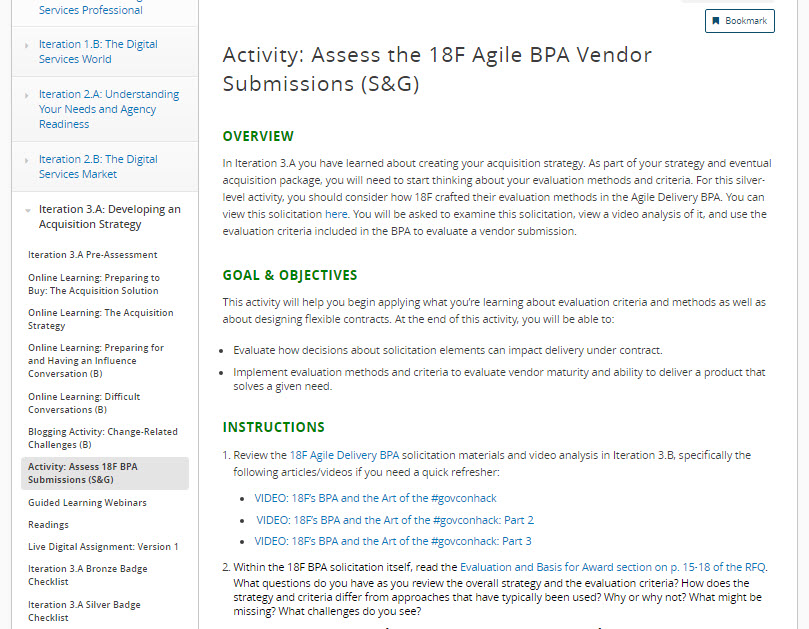 Services Professional
Iteration 1.B: The Digital
Services World
Iteration 2.A: Understanding
Your Needs and Agency
Readiness
Iteration 2.B: The Digital
Services Market
Iteration 3.A: Developing an
Acquisition Strategy
Iteration 3.A Pre-Assessment
Online Learning: Preparing to
Buy: The Acquisition Solution
Online Learning: The Acquisition
Strategy
Online Learning: Preparing for
and Having an Influence
Conversation (B)
Online Learning: Difficult
Conversations (B)
Blogging Activity: Change-Related
Challenges (B)
Activity: Assess 18F BPA
Submissions (S&G)
Guided Learning Webinars
Readings
Live Digital Assignment: Version 1
Iteration 3.A Bronze Badge
Checklist
Iteration 3.A Silver Badge
Checklist
Bookmark
Activity: Assess the 18F Agile BPA Vendor
Submissions (S&G)
OVERVIEW
In Iteration 3.A you have learned about creating your acquisition strategy. As part of your strategy and eventual
acquisition package, you will need to start thinking about your evaluation methods and criteria. For this silver-
level activity, you should consider how 18F crafted their evaluation methods in the Agile Delivery BPA. You can
view this solicitation here. You will be asked to examine this solicitation, view a video analysis of it, and use the
evaluation criteria included in the BPA to evaluate a vendor submission.
GOAL & OBJECTIVES
This activity will help you begin applying what you're learning about evaluation criteria and methods as well as
about designing flexible contracts. At the end of this activity, you will be able to:
• Evaluate how decisions about solicitation elements can impact delivery under contract.
• Implement evaluation methods and criteria to evaluate vendor maturity and ability to deliver a product that
solves a given need.
INSTRUCTIONS
1. Review the 18F Agile Delivery BPA solicitation materials and video analysis in Iteration 3.B, specifically the
following articles/videos if you need a quick refresher:
• VIDEO: 18F's BPA and the Art of the #govconhack
• VIDEO: 18F's BPA and the Art of the #govconhack: Part 2
• VIDEO: 18F's BPA and the Art of the #govconhack: Part 3
2. Within the 18F BPA solicitation itself, read the Evaluation and Basis for Award section on p. 15-18 of the RFQ.
What questions do you have as you review the overall strategy and the evaluation criteria? How does the
strategy and criteria differ from approaches that have typically been used? Why or why not? What might be
missing? What challenges do you see?